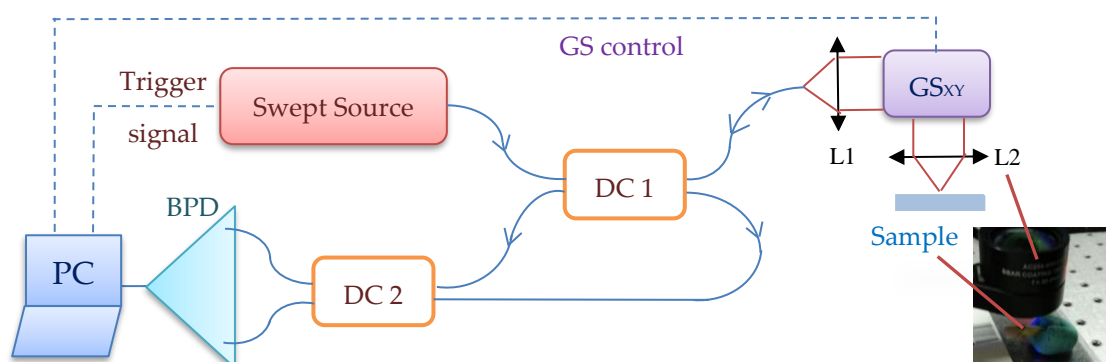 GS control
Trigger
signal
Swept Source
GSXY
L1
L2
DC 1
BPD
Sample
PC
DC 2